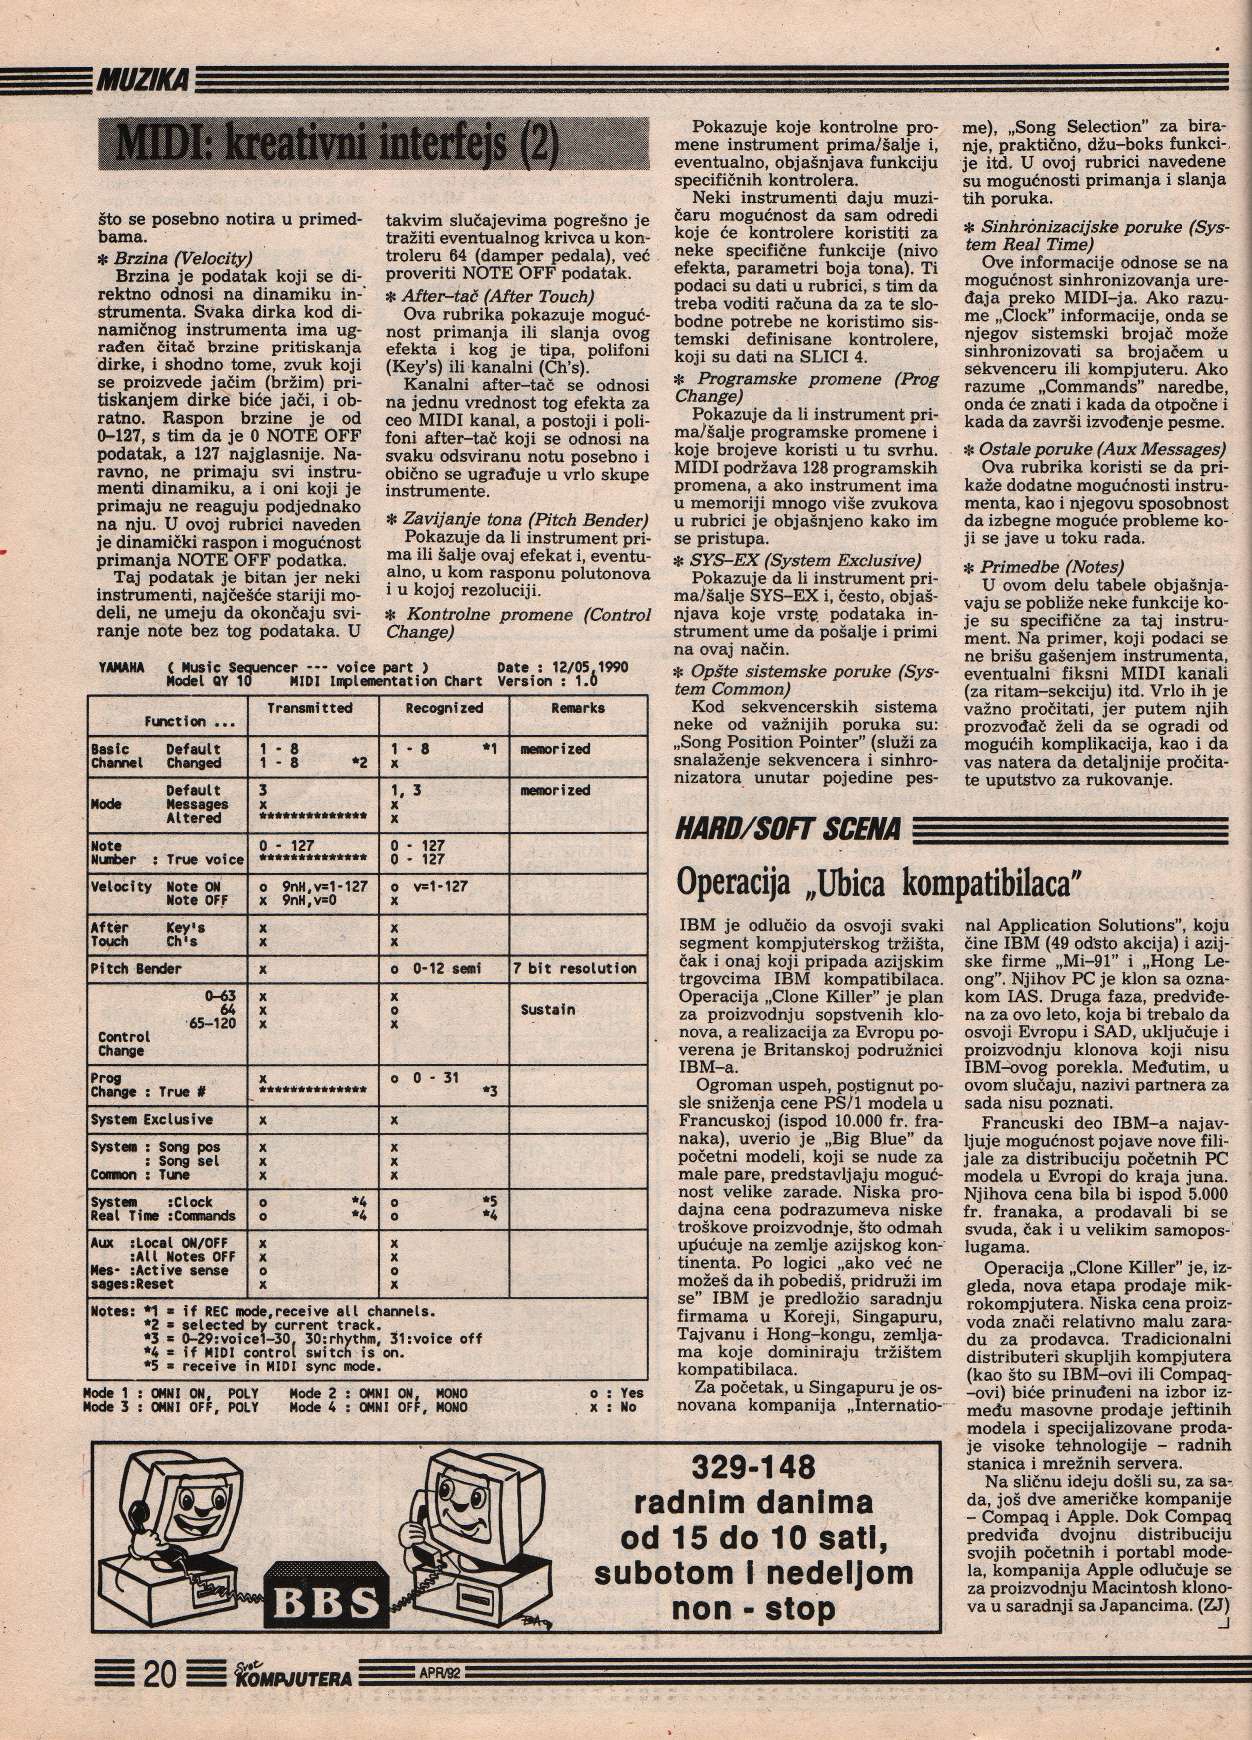 MUZIKA
MIDI: kreativni interfejs (2)
što se posebno notira u primed-
bama.
* Brzina (Velocity)
Brzina je podatak koji se di-
rektno odnosi na dinamiku in-
strumenta. Svaka dirka kod di-
namičnog instrumenta ima ug-
rađen čitač brzine pritiskanja
dirke, i shodno tome, zvuk koji
se proizvede jačim (bržim) pri-
tiskanjem dirke biće jači, i ob-
ratno. Raspon brzine je od
0–127, s tim da je 0 NOTE OFF
podatak, a 127 najglasnije. Na-
ravno, ne primaju svi instru-
menti dinamiku, a i oni koji je
primaju ne reaguju podjednako
na nju. U ovoj rubrici naveden
je dinamički raspon i mogućnost
primanja NOTE OFF podatka.
Taj podatak je bitan jer neki
instrumenti, najčešće stariji mo-
deli, ne umeju da okončaju svi-
ranje note bez tog podataka. U
takvim slučajevima pogrešno je
tražiti eventualnog krivca u kon-
troleru 64 (damper pedala), već
proveriti NOTE OFF podatak.
* After–tač (After Touch)
Ova rubrika pokazuje moguć-
nost primanja ili slanja ovog
efekta i kog je tipa, polifoni
(Key's) ili kanalni (Ch's).
Kanalni after–tač se odnosi
na jednu vrednost tog efekta za
ceo MIDI kanal, a postoji i poli-
foni after–tač koji se odnosi na
svaku odsviranu notu posebno i
obično se ugrađuje u vrlo skupe
instrumente.
* Zavijanje tona (Pitch Bender)
Pokazuje da li instrument pri-
ma ili šalje ovaj efekat i, eventu-
alno, u kom rasponu polutonova
i u kojoj rezoluciji.
* Kontrolne promene (Control
Change)
Pokazuje koje kontrolne pro-
mene instrument prima/šalje i,
eventualno, objašnjava funkciju
specifičnih kontrolera.
Neki instrumenti daju muzi-
čaru mogućnost da sam odredi
koje će kontrolere koristiti za
neke specifične funkcije (nivo
efekta, parametri boja tona). Ti
podaci su dati u rubrici, s tim da
treba voditi računa da za te slo-
bodne potrebe ne koristimo sis-
temski definisane kontrolere,
koji su dati na SLICI 4.
* Programske promene (Prog
Change)
Pokazuje da li instrument pri-
ma/šalje programske promene i
koje brojeve koristi u tu svrhu.
MIDI podržava 128 programskih
promena, a ako instrument ima
u memoriji mnogo više zvukova
u rubrici je objašnjeno kako im
se pristupa.
* SYS–EX (System Exclusive)
Pokazuje da li instrument pri-
ma/šalje SYS–EX i, često, objaš-
njava koje vrste podataka in-
strument ume da pošalje i primi
na ovaj način.
* Opšte sistemske poruke (Sys-
tem Common)
Kod sekvencerskih sistema
neke od važnijih poruka su:
„Song Position Pointer" (služi za
snalaženje sekvencera i sinhro-
nizatora unutar pojedine pes-
me), „Song Selection" za bira-
nje, praktično, džu–boks funkci-
je itd. U ovoj rubrici navedene
su mogućnosti primanja i slanja
tih poruka.
* Sinhronizacijske poruke (Sys-
tem Real Time)
Ove informacije odnose se na
mogućnost sinhronizovanja ure-
đaja preko MIDI–ja. Ako razu-
me „Clock" informacije, onda se
njegov sistemski brojač može
sinhronizovati sa brojačem u
sekvenceru ili kompjuteru. Ako
razume „Commands" naredbe,
onda će znati i kada da otpočne i
kada da završi izvođenje pesme.
* Ostale poruke (Aux Messages)
Ova rubrika koristi se da pri-
kaže dodatne mogućnosti instru-
menta, kao i njegovu sposobnost
da izbegne moguće probleme ko-
ji se jave u toku rada.
* Primedbe (Notes)
U ovom delu tabele objašnja-
vaju se pobliže neke funkcije ko-
je su specifične za taj instru-
ment. Na primer, koji podaci se
ne brišu gašenjem instrumenta,
eventualni fiksni MIDI kanali
(za ritam–sekciju) itd. Vrlo ih je
važno pročitati, jer putem njih
prozvođač želi da se ogradi od
mogućih komplikacija, kao i da
vas natera da detaljnije pročita-
te uputstvo za rukovanje.
YAMAHA ( Music Sequencer --- voice part ) Date : 12/05,1990
Model QY 10 MIDI Implementation Chart Version : 1.0
Function ... Transmitted Recognized Remarks
Basic Default 1 - 8 1 - 8 *1 memorized
Channel Changed 1 - 8 *2 x
Default 3 1, 3 memorized
Mode Messages x x
Altered ************** x
Note 0 - 127 0 - 127
Number : True voice ************** 0 - 127
Velocity Note ON o 9nH,v=1-127 o v=1-127
Note OFF x 9nH,v=0 x
After Key's x x
Touch Ch's x x
Pitch Bender x o 0-12 semi 7 bit resolution
0–63 x x
64 x o Sustain
65–120 x x
Control
Change
Prog x o 0 - 31
Change : True # ************** *3
System Exclusive x x
System : Song pos x x
: Song sel x x
Common : Tune x x
System :Clock o *4 o *5
Real Time :Commands o *4 o *4
Aux :Local ON/OFF x x
:All Notes OFF x x
Mes- :Active sense o o
sages:Reset x x
Notes: *1 = if REC mode,receive all channels.
*2 = selected by current track.
*3 = 0–29:voice1–30, 30:rhythm, 31:voice off
*4 = if MIDI control switch is on.
*5 = receive in MIDI sync mode.
Mode 1 : OMNI ON, POLY Mode 2 : OMNI ON, MONO o : Yes
Mode 3 : OMNI OFF, POLY Mode 4 : OMNI OFF, MONO x : No
HARD/SOFT SCENA
Operacija „Ubica kompatibilaca"
IBM je odlučio da osvoji svaki
segment kompjuterskog tržišta,
čak i onaj koji pripada azijskim
trgovcima IBM kompatibilaca.
Operacija „Clone Killer" je plan
za proizvodnju sopstvenih klo-
nova, a realizacija za Evropu po-
verena je Britanskoj podružnici
IBM–a.
Ogroman uspeh, postignut po-
sle sniženja cene PS/1 modela u
Francuskoj (ispod 10.000 fr. fra-
naka), uverio je „Big Blue" da
početni modeli, koji se nude za
male pare, predstavljaju moguć-
nost velike zarade. Niska pro-
dajna cena podrazumeva niske
troškove proizvodnje, što odmah
upućuje na zemlje azijskog kon-
tinenta. Po logici „ako već ne
možeš da ih pobediš, pridruži im
se" IBM je predložio saradnju
firmama u Koreji, Singapuru,
Tajvanu i Hong–kongu, zemlja-
ma koje dominiraju tržištem
kompatibilaca.
Za početak, u Singapuru je os-
novana kompanija „Internatio-
nal Application Solutions", koju
čine IBM (49 odsto akcija) i azij-
ske firme „Mi–91" i „Hong Le-
ong". Njihov PC je klon sa ozna-
kom IAS. Druga faza, predviđe-
na za ovo leto, koja bi trebalo da
osvoji Evropu i SAD, uključuje i
proizvodnju klonova koji nisu
IBM–ovog porekla. Međutim, u
ovom slučaju, nazivi partnera za
sada nisu poznati.
Francuski deo IBM–a najav-
ljuje mogućnost pojave nove fili-
jale za distribuciju početnih PC
modela u Evropi do kraja juna.
Njihova cena bila bi ispod 5.000
fr. franaka, a prodavali bi se
svuda, čak i u velikim samopos-
lugama.
Operacija „Clone Killer" je, iz-
gleda, nova etapa prodaje mik-
rokompjutera. Niska cena proiz-
voda znači relativno malu zara-
du za prodavca. Tradicionalni
distributeri skupljih kompjutera
(kao što su IBM–ovi ili Compaq-
–ovi) biće prinuđeni na izbor iz-
među masovne prodaje jeftinih
modela i specijalizovane proda-
je visoke tehnologije – radnih
stanica i mrežnih servera.
Na sličnu ideju došli su, za sa-
da, još dve američke kompanije
– Compaq i Apple. Dok Compaq
predviđa dvojnu distribuciju
svojih početnih i portabl mode-
la, kompanija Apple odlučuje se
za proizvodnju Macintosh klono-
va u saradnji sa Japancima. (ZJ)
BBS
329-148
radnim danima
od 15 do 10 sati,
subotom i nedeljom
non - stop
20 Svet KOMPJUTERA APR/92